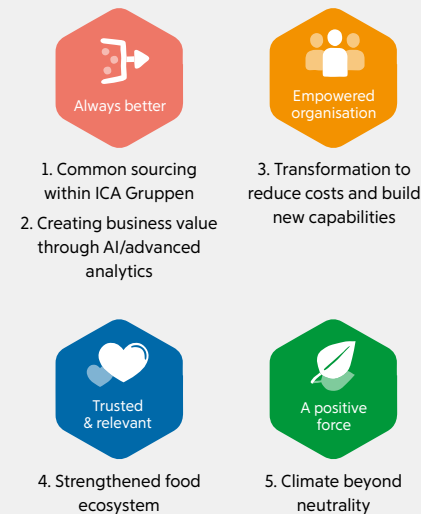 Always better
1. Common sourcing
within ICA Gruppen
2. Creating business value
through AI/advanced
analytics
Empowered
organisation
3. Transformation to
reduce costs and build
new capabilities
Trusted
& relevant
4. Strengthened food
ecosystem
A positive
force
5. Climate beyond
neutrality